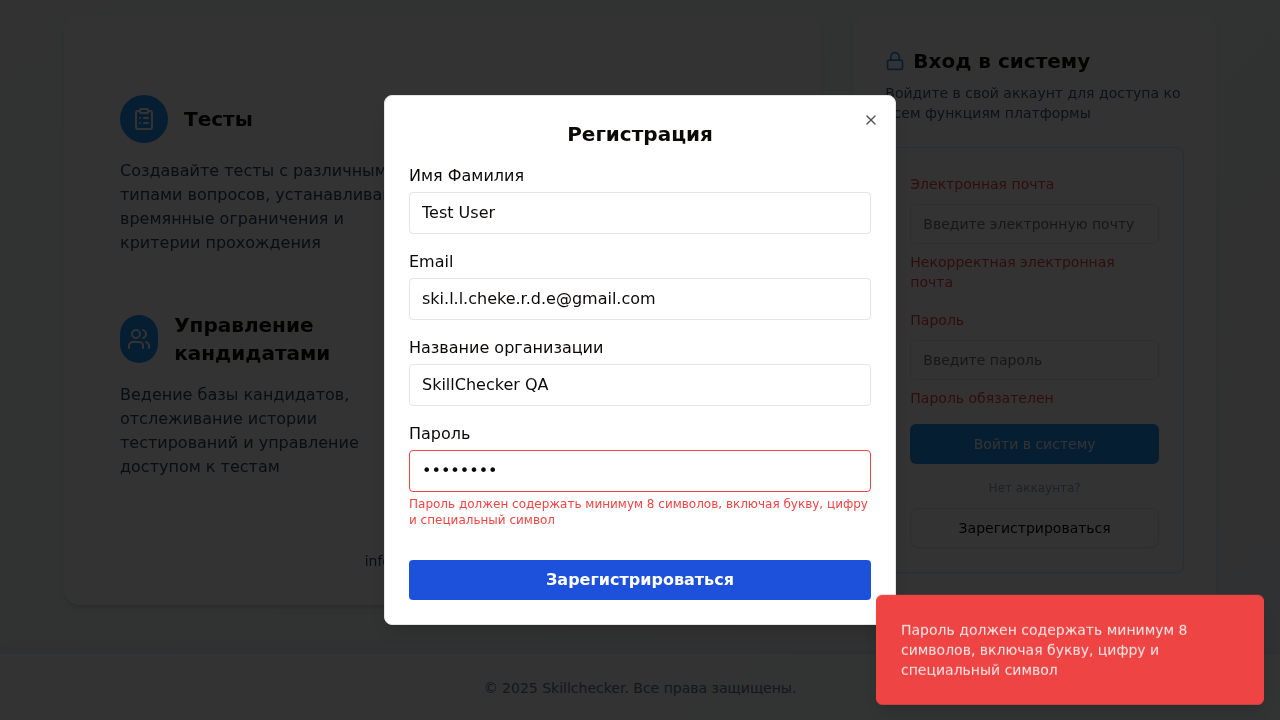 Тесты
Создавайте тесты с различным
типами вопросов, устанавлива
времянные ограничения и
критерии прохождения
Управление
кандидатами
Ведение базы кандидатов,
отслеживание истории
тестирований и управление
доступом к тестам
info
Регистрация
Имя Фамилия
Test User
Email
ski.l.l.cheke.r.d.e@gmail.com
Название организации
SkillChecker QA
Пароль
••••••••
Пароль должен содержать минимум 8 символов, включая букву, цифру
и специальный символ
Зарегистрироваться
Вход в систему
Войдите в свой аккаунт для доступа ко
всем функциям платформы
Электронная почта
Введите электронную почту
Некорректная электронная
почта
Пароль
Введите пароль
Пароль обязателен
Войти в систему
Нет аккаунта?
Зарегистрироваться
Пароль должен содержать минимум 8
символов, включая букву, цифру и
специальный символ
© 2025 Skillchecker. Все права защищены.